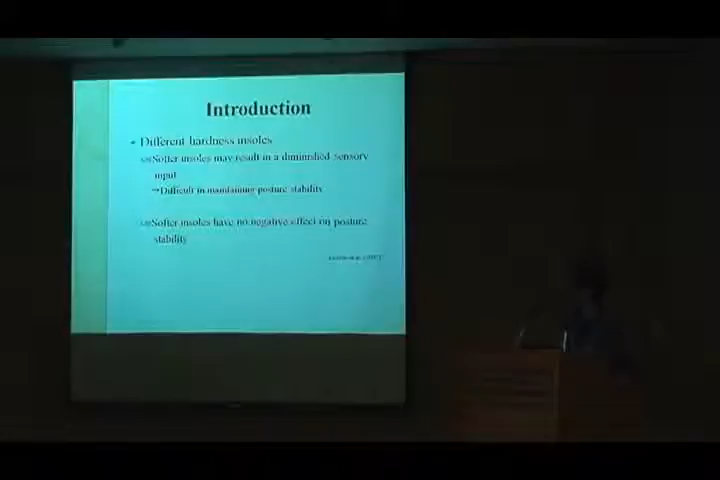 Introduction
Different hardness insoles
Softer insoles may result in a diminished sensory
input
Difficult in maintaining posture stability
Softer insoles have no negative effect on posture
stability